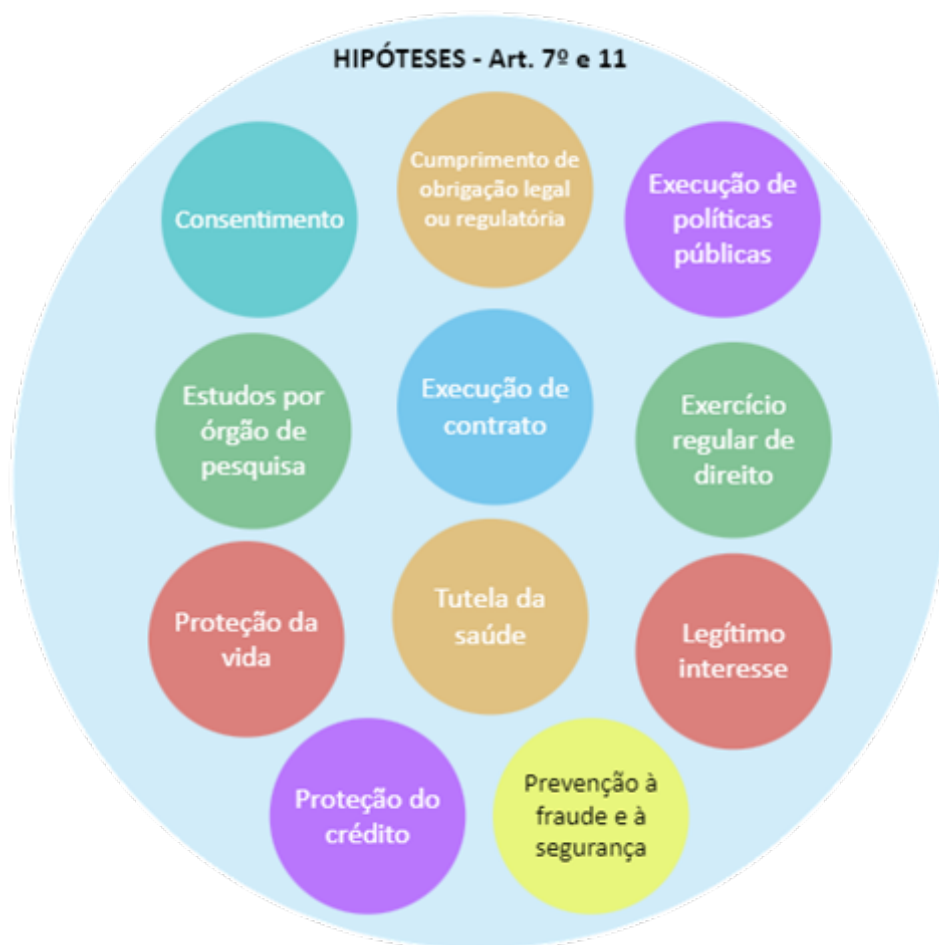 HIPÓTESES - Art. 7º e 11
Consentimento
Cumprimento de
obrigação legal
ou regulatória
Execução de
políticas
públicas
Estudos por
órgão de
pesquisa
Execução de
contrato
Exercício
regular de
direito
Proteção da
vida
Tutela da
saúde
Legítimo
interesse
Proteção do
crédito
Prevenção à
fraude e à
segurança